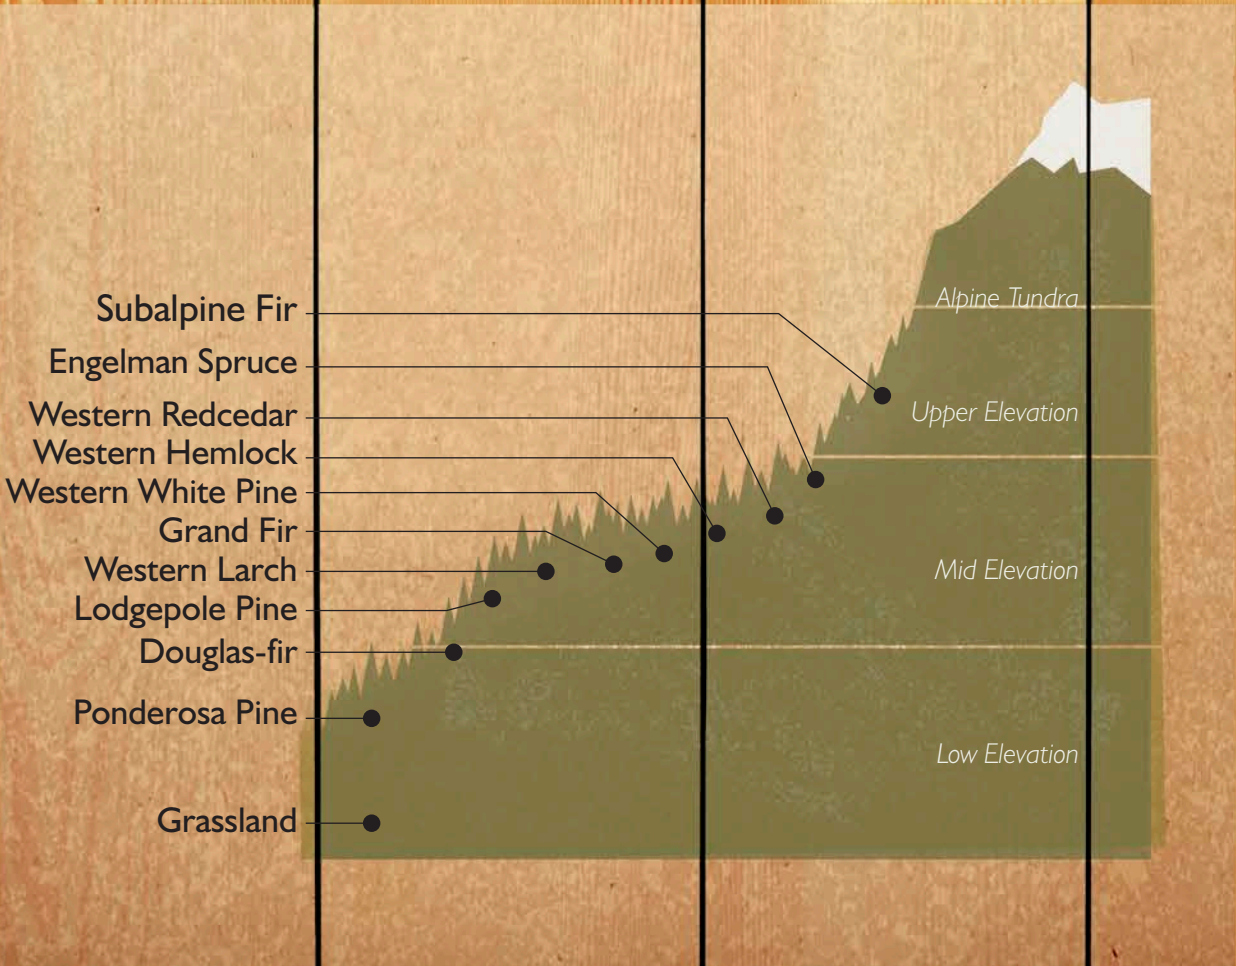 Alpine Tundra
Subalpine Fir
Engelman Spruce
Western Redcedar
Upper Elevation
Western Hemlock
Western White Pine
Grand Fir
Western Larch
Mid Elevation
Lodgepole Pine
Douglas-fir
Ponderosa Pine
Low Elevation
Grassland